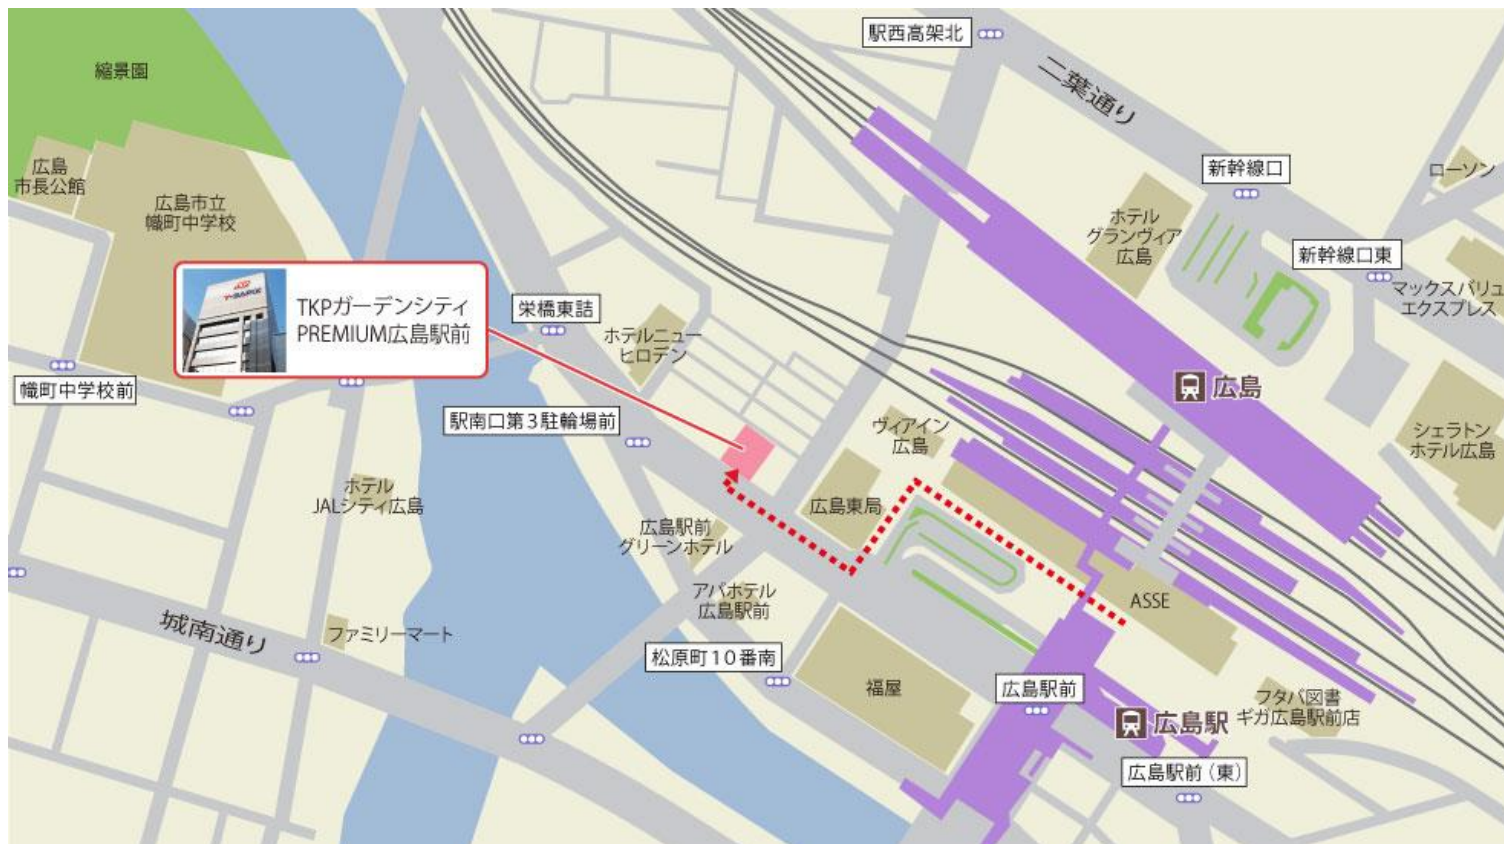 駅西高架北
二葉通り
縮景園
広島
市長公館
広島市立
幟町中学校
新幹線口
ローソン
ホテル
グランヴィア
広島
新幹線口東
マックスバリュ
エクスプレス
TKPガーデンシティ
PREMIUM広島駅前
栄橋東詰
ホテルニュー
ヒロデン
幟町中学校前
広島
駅南口第3駐輪場前
ヴィアイン
広島
シェラトン
ホテル広島
ホテル
JALシティ広島
広島東局
広島駅前
グリーンホテル
アパホテル
広島駅前
ASSE
城南通り
ファミリーマート
松原町10番南
福屋
広島駅前
フタバ図書
ギガ広島駅前店
広島駅
広島駅前(東)